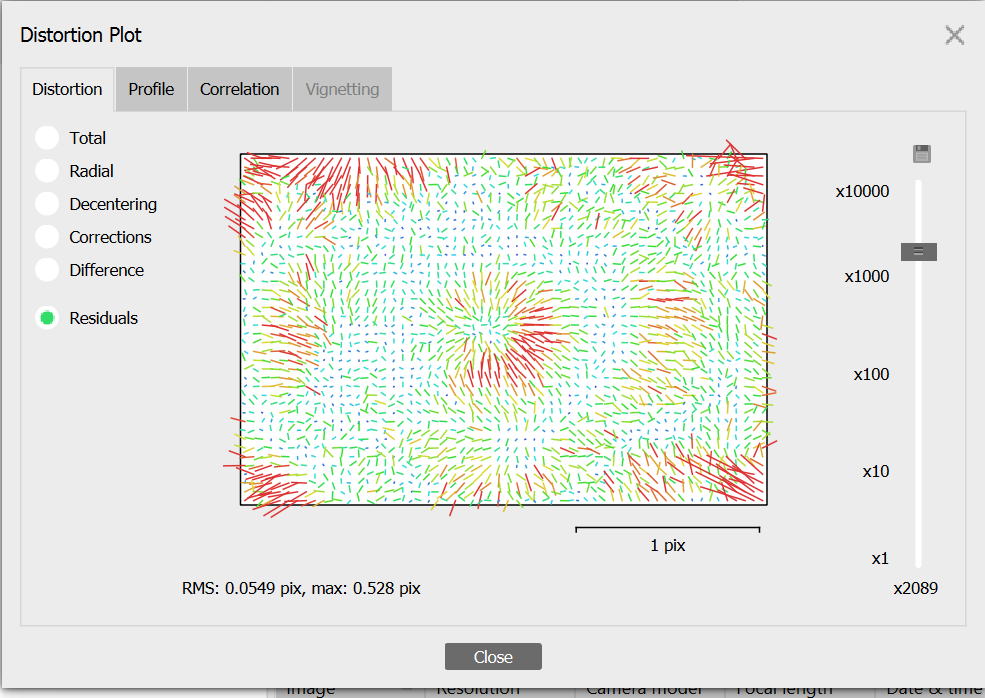 Distortion Plot
Distortion Profile Correlation Vignetting
Total
Radial
Decentering
Corrections
Difference
Residuals
x10000
x1000
x100
x10
x1
1 pix
RMS: 0.0549 pix, max: 0.528 pix
x2089
Close
Image Resolution Camera model Focal length Date & time